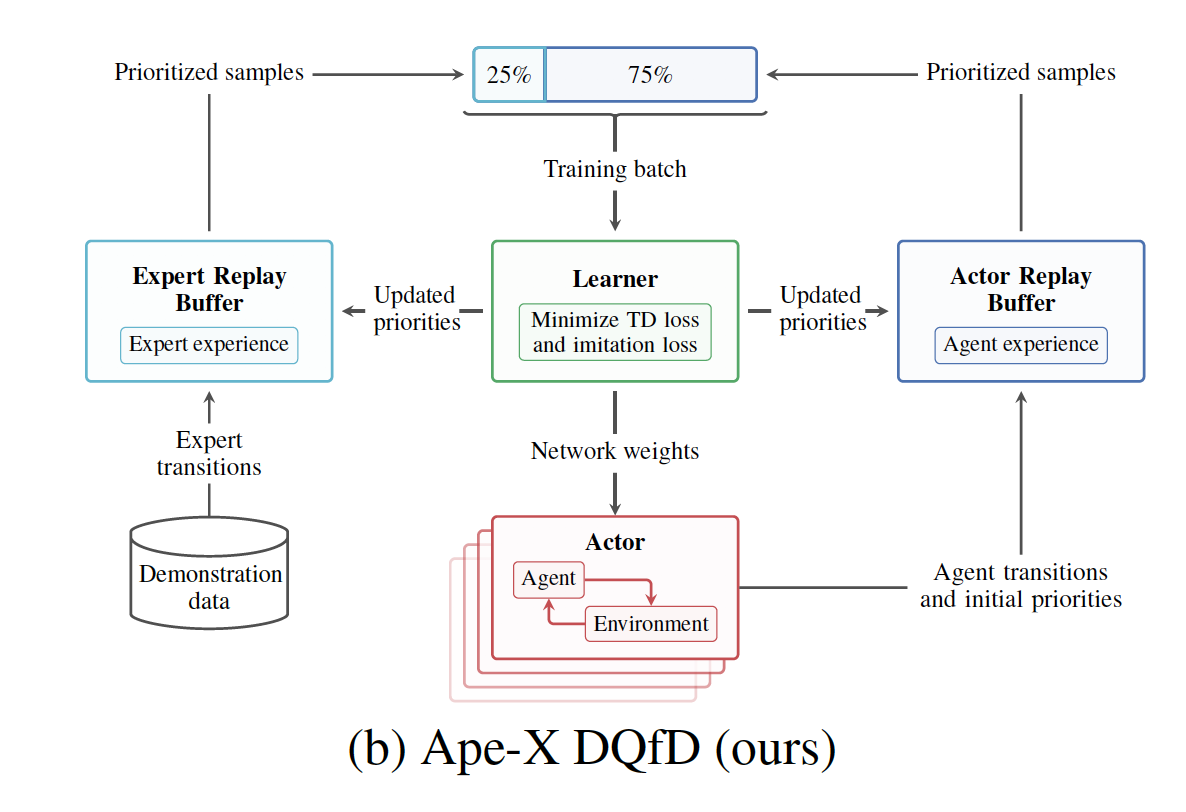 Prioritized samples
25%
75%
Prioritized samples
Training batch
Expert Replay
Buffer
Expert experience
Updated
priorities
Learner
Minimize TD loss
and imitation loss
Updated
priorities
Actor Replay
Buffer
Agent experience
Expert
transitions
Network weights
Demonstration
data
Actor
Agent
Environment
Agent transitions
and initial priorities
(b) Ape-X DQfD (ours)